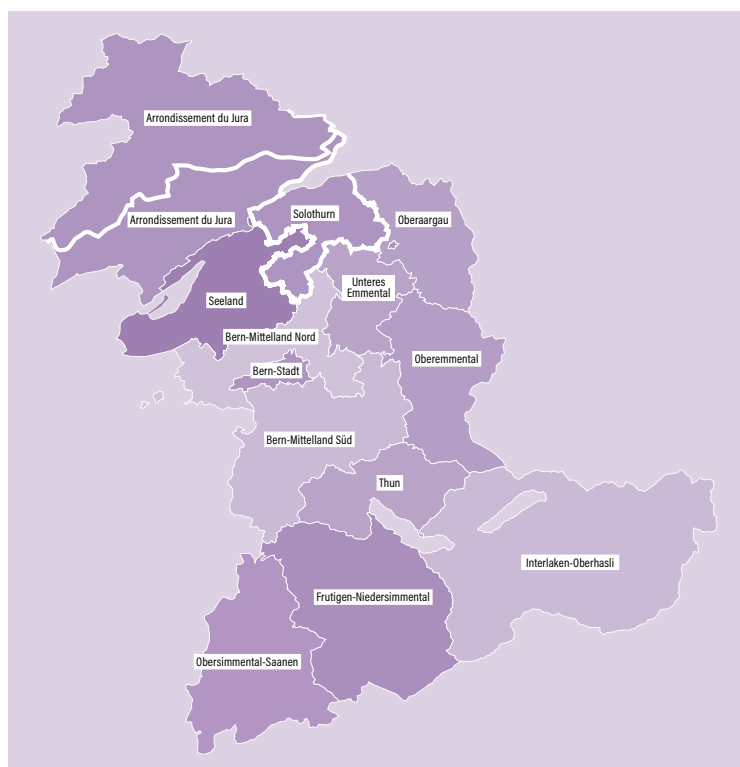 Arrondissement du Jura
Arrondissement du Jura
Solothurn
Oberaargau
Unteres
Emmental
Seeland
Bern-Mittelland Nord
Oberemmental
Bern-Stadt
Bern-Mittelland Süd
Thun
Interlaken-Oberhasli
Frutigen-Niedersimmental
Obersimmental-Saanen